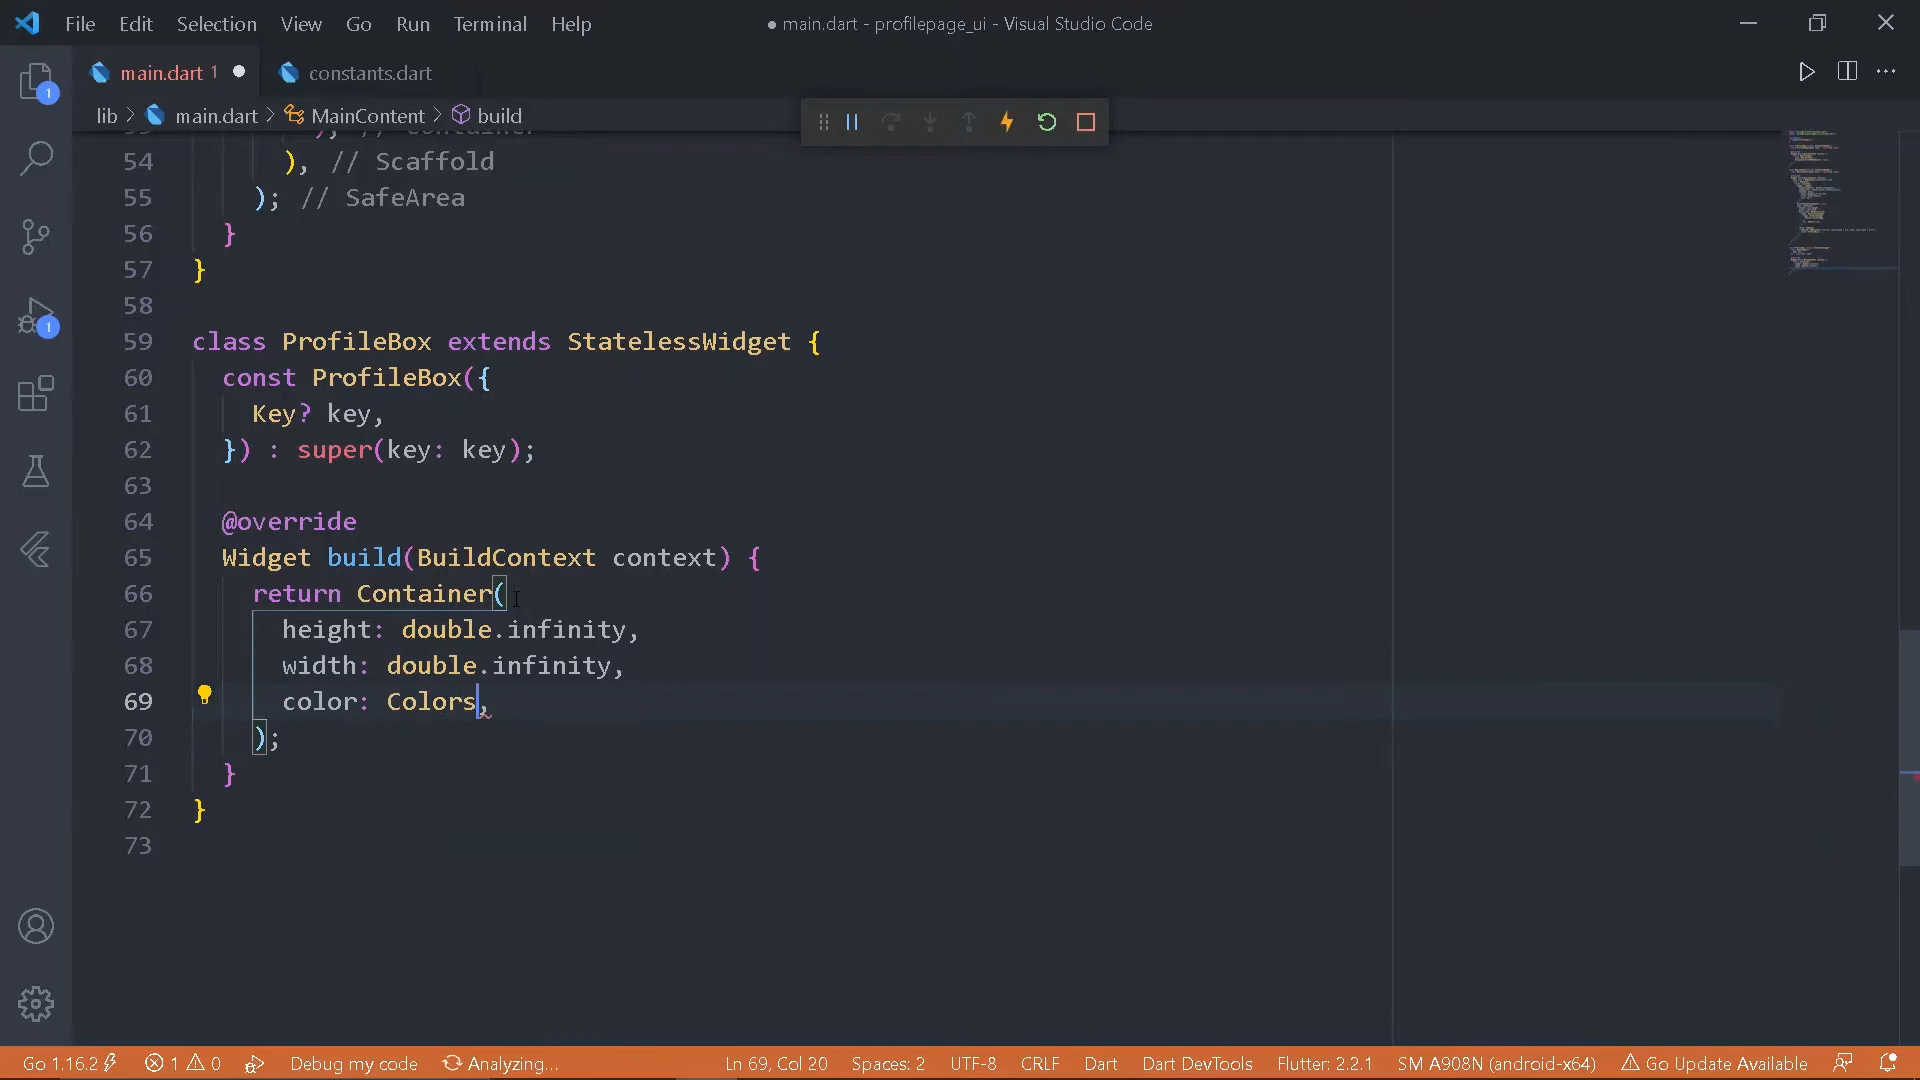 File Edit Selection View Go Run Terminal Help
● main.dart - profilepage_ui - Visual Studio Code
main.dart 1 ● constants.dart
lib > main.dart > MainContent > build
1
1
54 ), // Scaffold
55 ); // SafeArea
56 }
57 }
58
59 class ProfileBox extends StatelessWidget {
60 const ProfileBox({
61 Key? key,
62 }) : super(key: key);
63
64 @override
65 Widget build(BuildContext context) {
66 return Container(
67 height: double.infinity,
68 width: double.infinity,
69 color: Colors,
70 );
71 }
72 }
73
Go 1.16.2 1 0 Debug my code Analyzing... Ln 69, Col 20 Spaces: 2 UTF-8 CRLF Dart Dart DevTools Flutter: 2.2.1 SM A908N (android-x64) Go Update Available